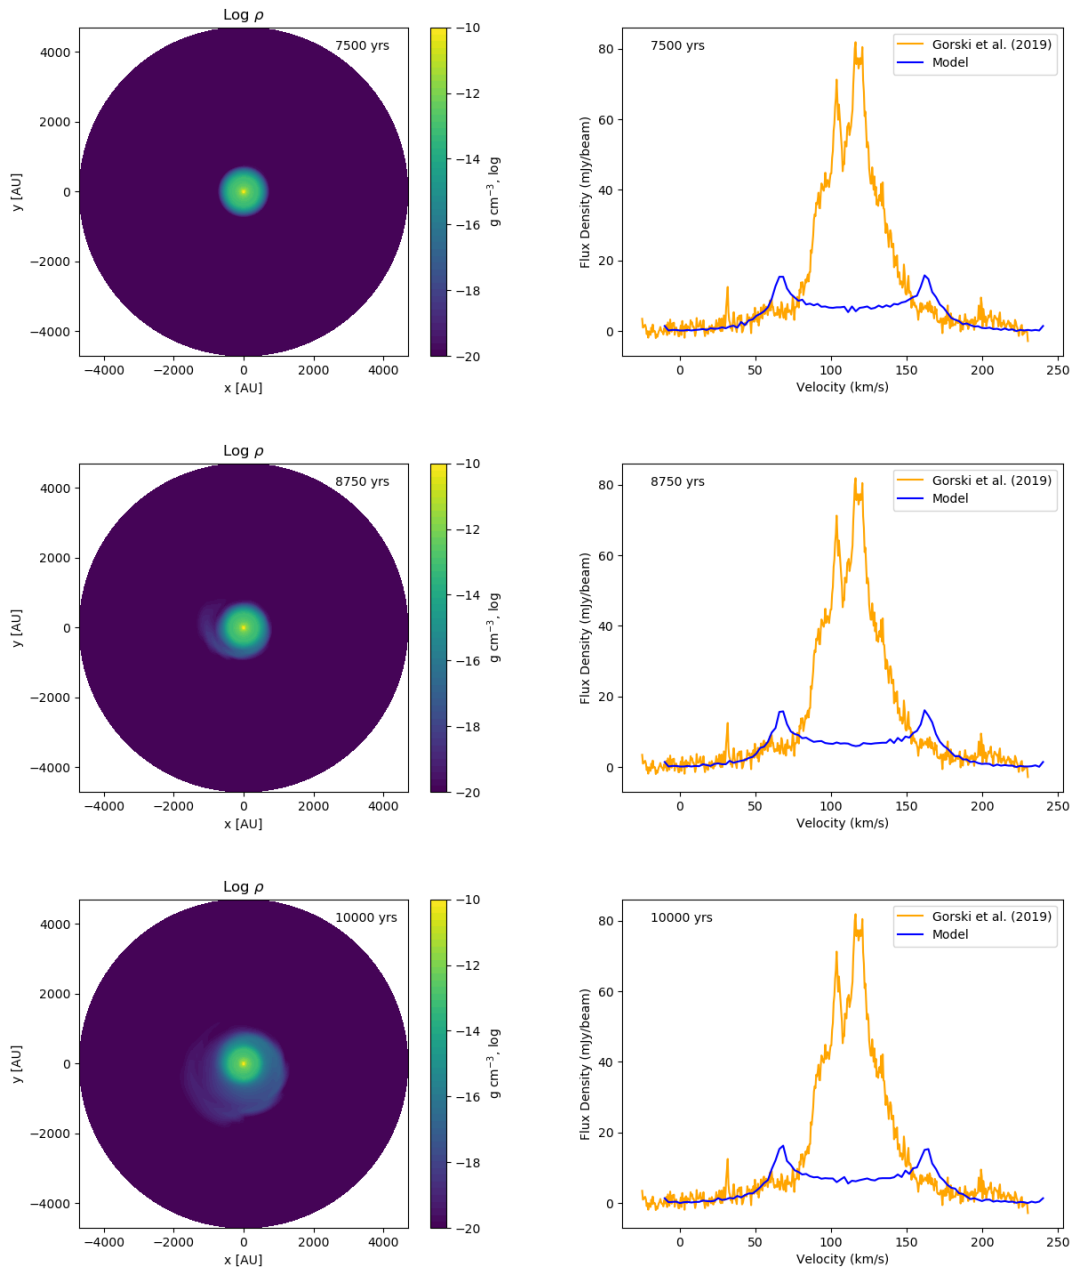 Log ρ
7500 yrs
4000
2000
0
−2000
−4000
y [AU]
−4000 −2000 0 2000 4000
x [AU]
−10
−12
−14
−16
−18
−20
g cm⁻³, log
7500 yrs
Gorski et al. (2019)
Model
80
60
40
20
0
Flux Density (mJy/beam)
0 50 100 150 200 250
Velocity (km/s)
Log ρ
8750 yrs
4000
2000
0
−2000
−4000
y [AU]
−4000 −2000 0 2000 4000
x [AU]
−10
−12
−14
−16
−18
−20
g cm⁻³, log
8750 yrs
Gorski et al. (2019)
Model
80
60
40
20
0
Flux Density (mJy/beam)
0 50 100 150 200 250
Velocity (km/s)
Log ρ
10000 yrs
4000
2000
0
−2000
−4000
y [AU]
−4000 −2000 0 2000 4000
x [AU]
−10
−12
−14
−16
−18
−20
g cm⁻³, log
10000 yrs
Gorski et al. (2019)
Model
80
60
40
20
0
Flux Density (mJy/beam)
0 50 100 150 200 250
Velocity (km/s)